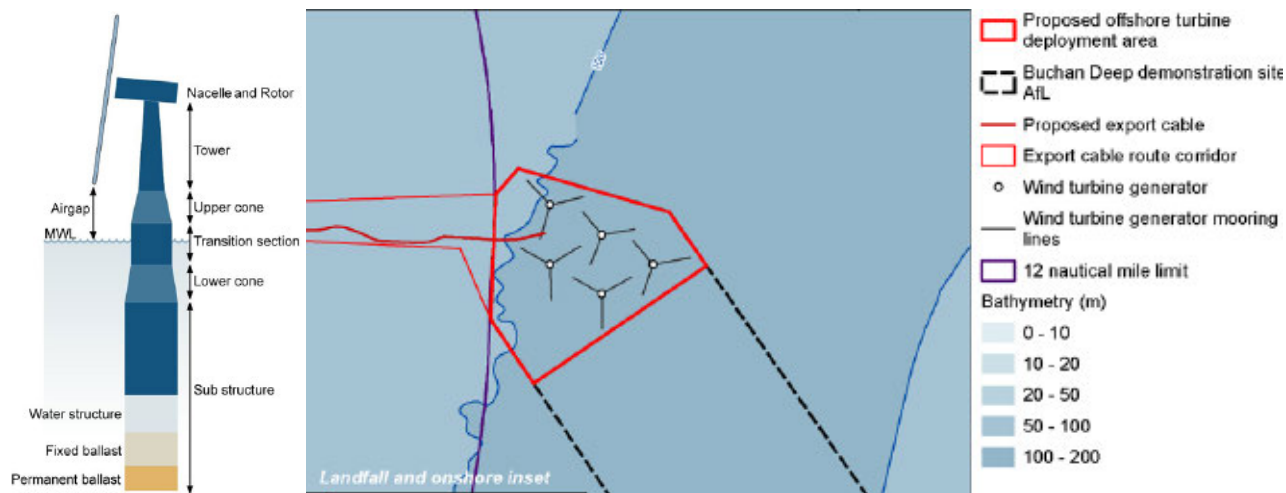 Nacelle and Rotor
Tower
Airgap
Upper cone
MWL
Transition section
Lower cone
Sub structure
Water structure
Fixed ballast
Permanent ballast
100
Landfall and onshore inset
Proposed offshore turbine
deployment area
Buchan Deep demonstration site
AfL
Proposed export cable
Export cable route corridor
Wind turbine generator
Wind turbine generator mooring
lines
12 nautical mile limit
Bathymetry (m)
0 - 10
10 - 20
20 - 50
50 - 100
100 - 200